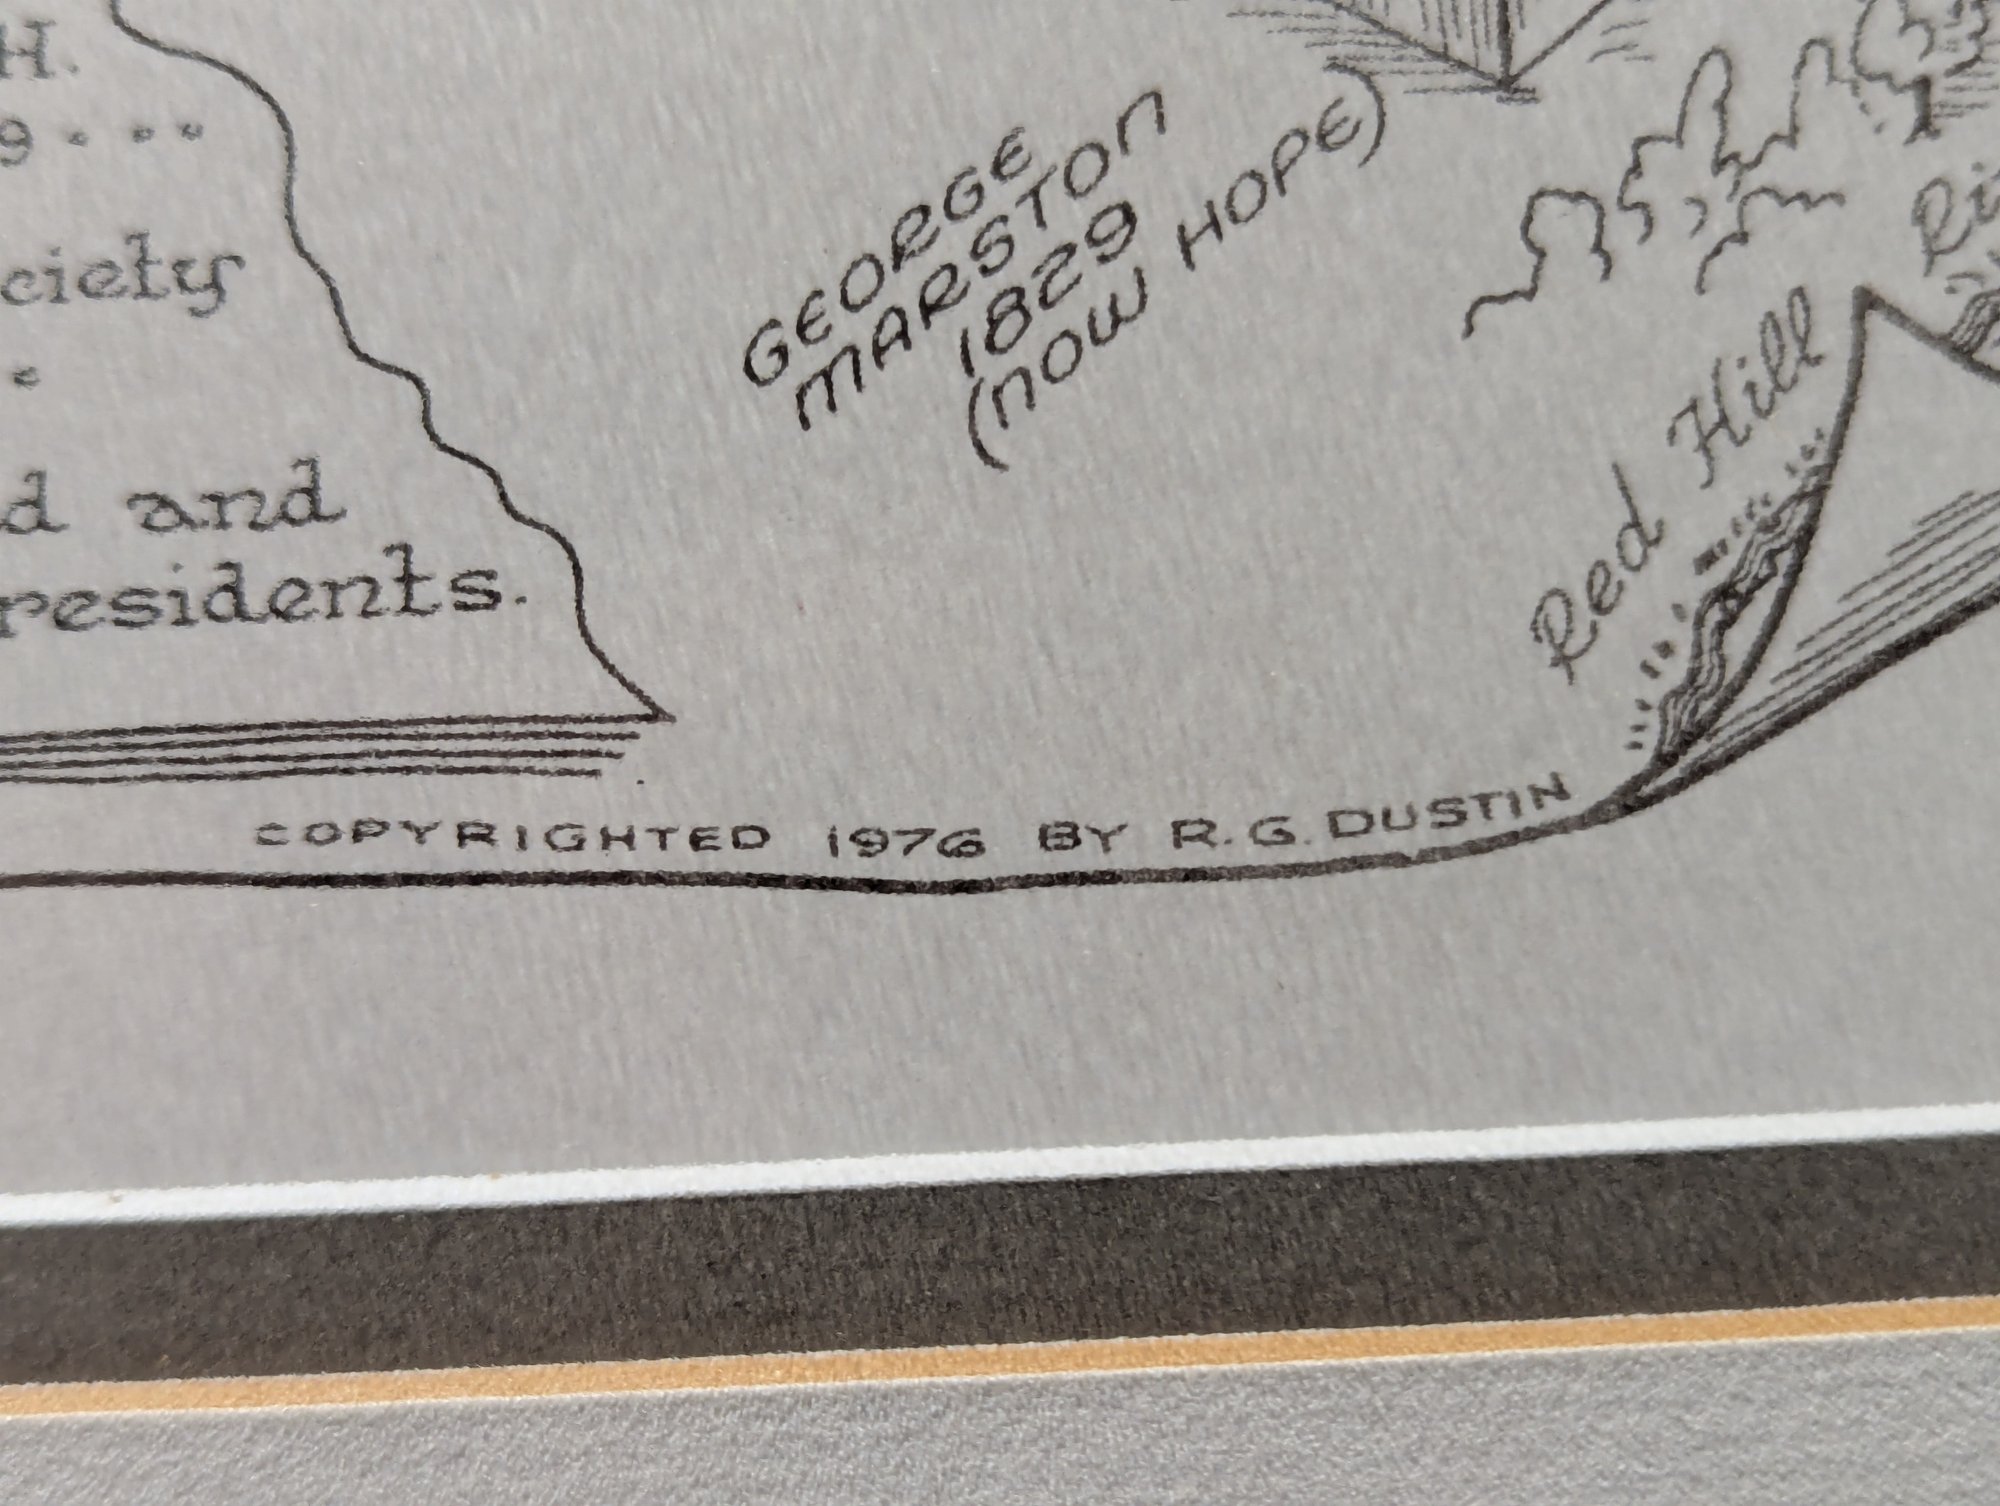 H.
9 · · ·
ciety
d and
residents.
GEORGE
MARSTON
1829
(NOW HOPE)
Red Hill
COPYRIGHTED 1976 BY R. G. DUSTIN